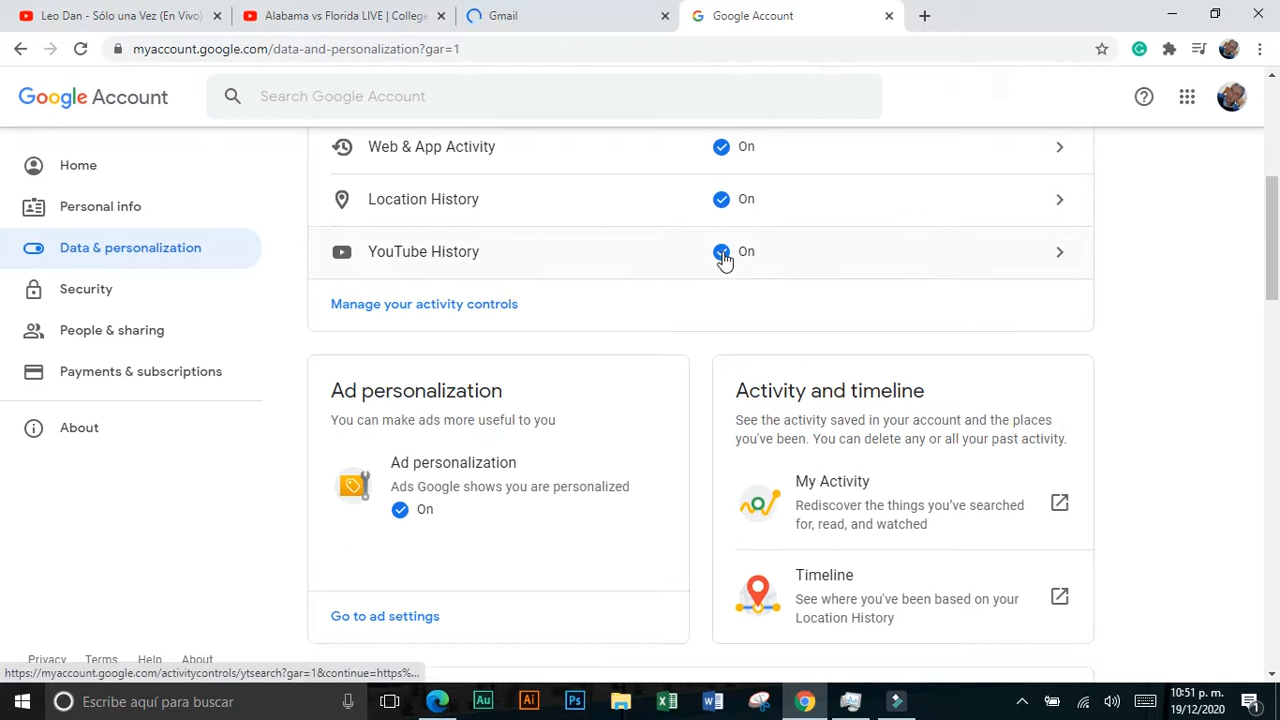 Leo Dan - Sólo una Vez (En Vivo)
Alabama vs Florida LIVE | College
Gmail
Google Account
myaccount.google.com/data-and-personalization?gar=1
Google Account
Search Google Account
Home
Personal info
Data & personalization
Security
People & sharing
Payments & subscriptions
About
Web & App Activity
On
Location History
On
YouTube History
On
Manage your activity controls
Ad personalization
You can make ads more useful to you
Ad personalization
Ads Google shows you are personalized
On
Go to ad settings
Activity and timeline
See the activity saved in your account and the places
you've been. You can delete any or all your past activity.
My Activity
Rediscover the things you've searched
for, read, and watched
Timeline
See where you've been based on your
Location History
Privacy Terms Help About
https://myaccount.google.com/activitycontrols/ytsearch?gar=1&continue=https%...
Escribe aquí para buscar
Au
Ai
Ps
10:51 p. m.
19/12/2020
1